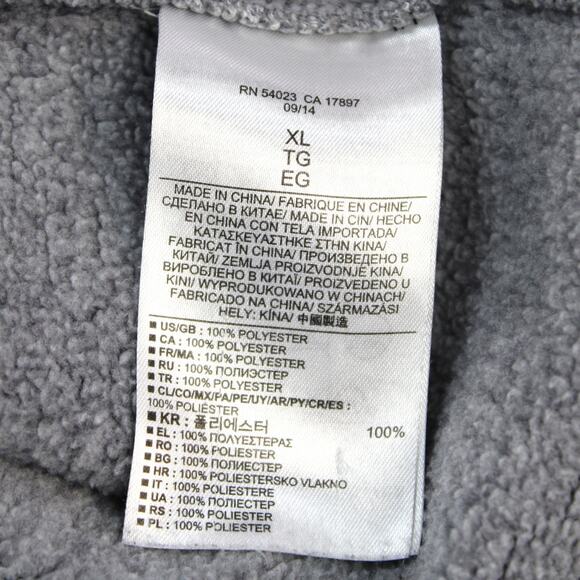 RN 54023 CA 17897
09/14
XL
TG
EG
MADE IN CHINA/ FABRIQUE EN CHINE/
СДЕЛАНО В КИТАЕ/ MADE IN CIN/ HECHO
EN CHINA CON TELA IMPORTADA/
ΚΑΤΑΣΚΕΥΑΣΤΗΚΕ ΣΤΗΝ ΚΙΝΑ/
FABRICAT ÎN CHINA/ ПРОИЗВЕДЕНО В
КИТАЙ/ ZEMLJA PROIZVODNJE KINA/
ВИРОБЛЕНО В КИТАЇ/ PROIZVEDENO U
KINI/ WYPRODUKOWANO W CHINACH/
FABRICADO NA CHINA/ SZÁRMAZÁSI
HELY: KÍNA/ 中國製造
■ US/GB : 100% POLYESTER
■ CA : 100% POLYESTER
■ FR/MA : 100% POLYESTER
■ RU : 100% ПОЛИЭСТЕР
■ TR : 100% POLYESTER
■ CL/CO/MX/PA/PE/UY/AR/PY/CR/ES :
100% POLIÉSTER
■ KR : 폴리에스터 100%
■ EL : 100% ΠΟΛΥΕΣΤΕΡΑΣ
■ RO : 100% POLIESTER
■ BG : 100% ПОЛИЕСТЕР
■ HR : 100% POLIESTERSKO VLAKNO
■ IT : 100% POLIESTERE
■ UA : 100% ПОЛІЕСТЕР
■ RS : 100% POLIESTER
■ PL : 100% POLIESTER